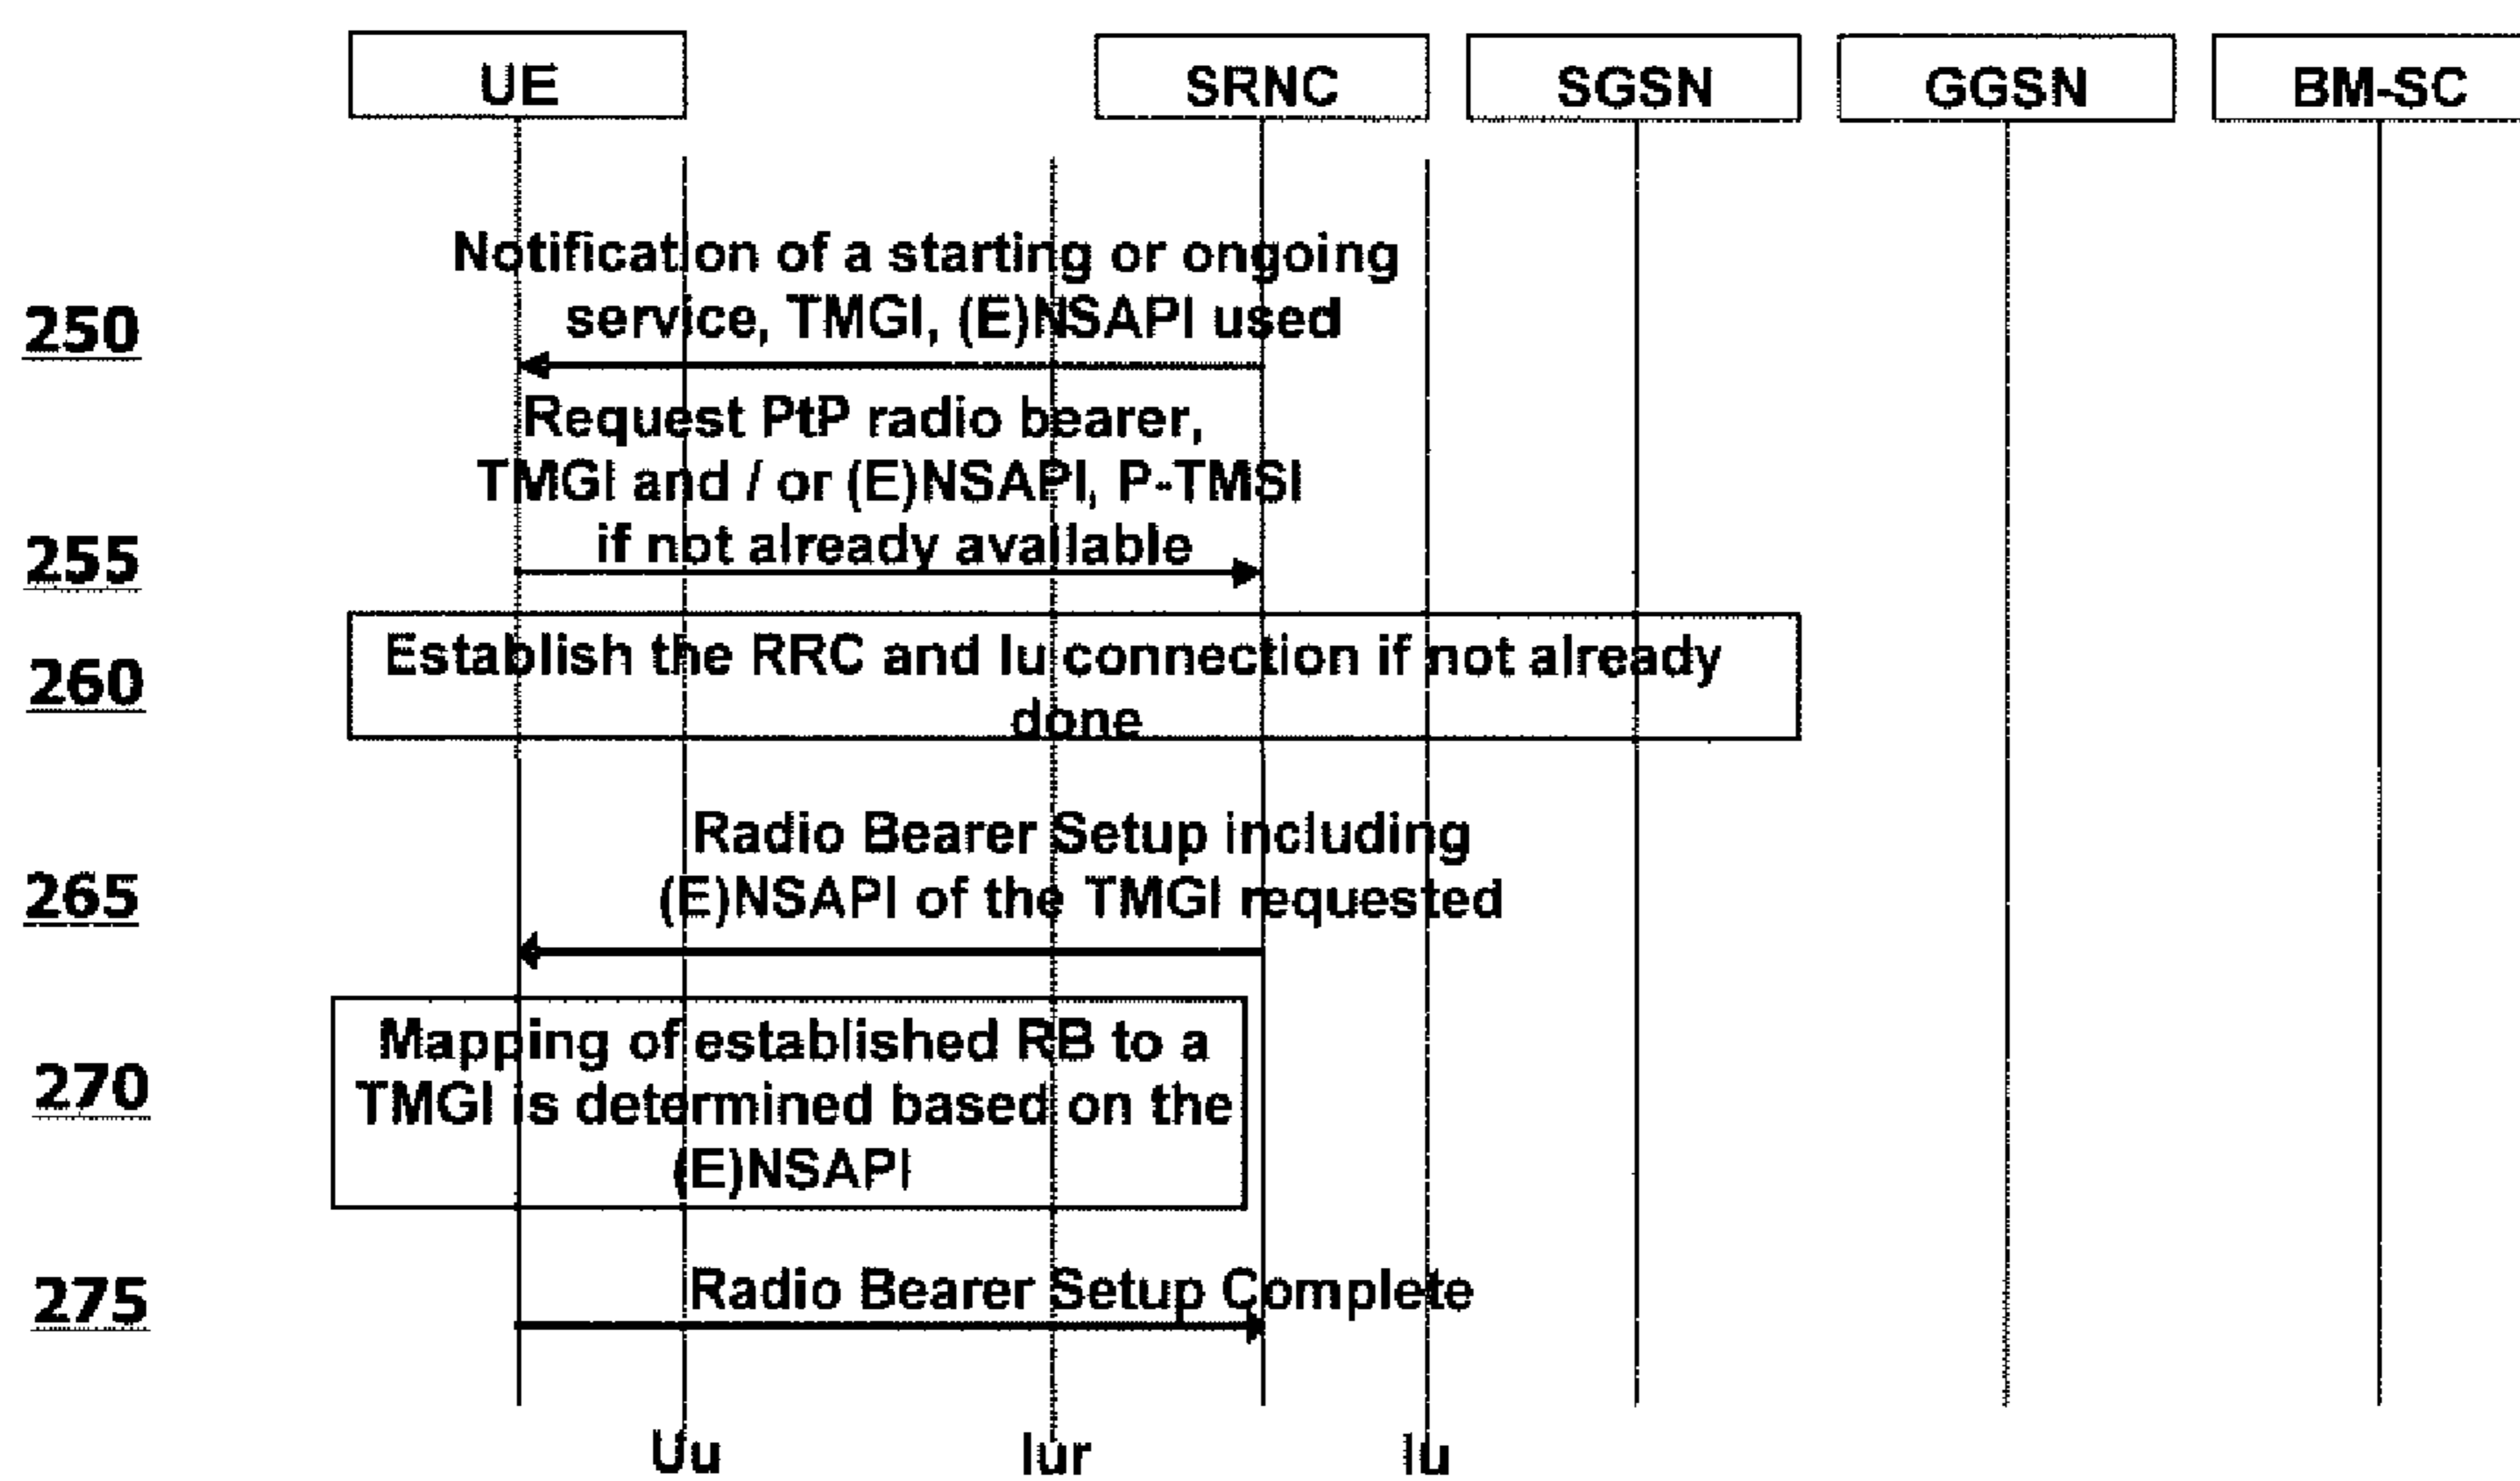 UE
SRNC
SGSN
GGSN
BM-SC
Notification of a starting or ongoing
service, TMGI, (E)NSAPI used
250
Request PtP radio bearer,
TMGI and / or (E)NSAPI, P-TMSI
if not already available
255
Establish the RRC and Iu connection if not already
done
260
Radio Bearer Setup including
(E)NSAPI of the TMGI requested
265
Mapping of established RB to a
TMGI is determined based on the
(E)NSAPI
270
Radio Bearer Setup Complete
275
Uu
Iur
Iu